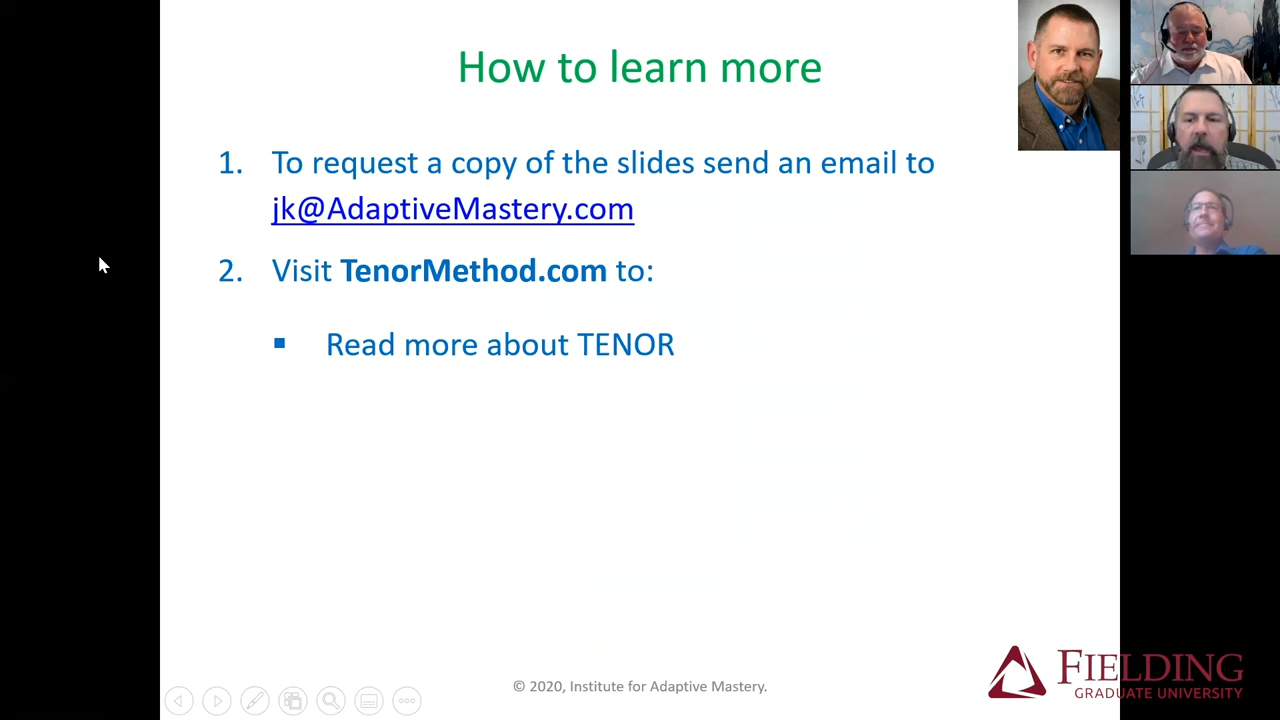 How to learn more
1. To request a copy of the slides send an email to
jk@AdaptiveMastery.com
2. Visit TenorMethod.com to:
▪ Read more about TENOR
© 2020, Institute for Adaptive Mastery.
FIELDING
GRADUATE UNIVERSITY